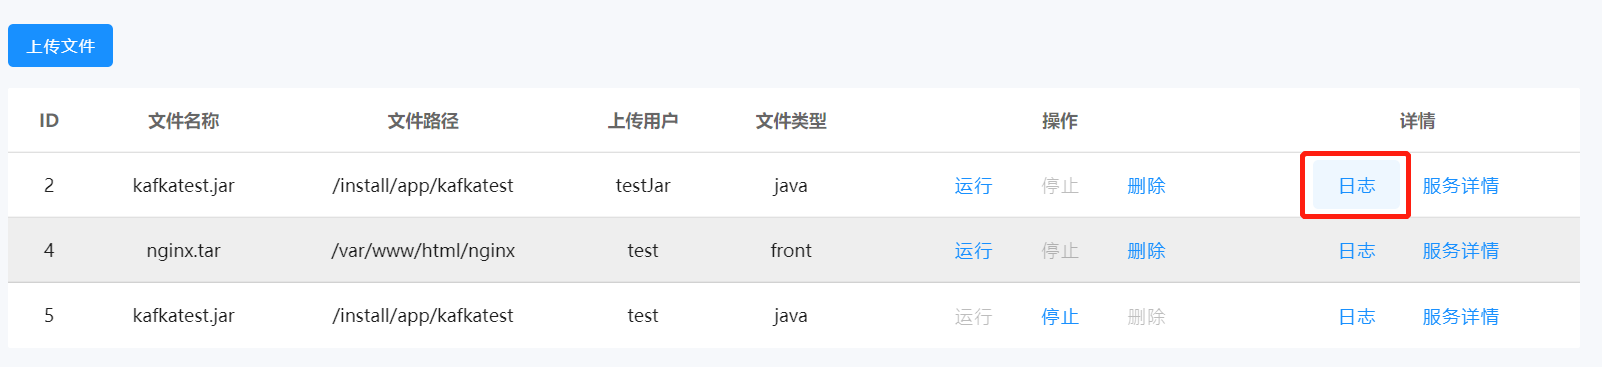 上传文件
ID 文件名称 文件路径 上传用户 文件类型 操作 详情
2 kafkatest.jar /install/app/kafkatest testJar java 运行 停止 删除 日志 服务详情
4 nginx.tar /var/www/html/nginx test front 运行 停止 删除 日志 服务详情
5 kafkatest.jar /install/app/kafkatest test java 运行 停止 删除 日志 服务详情